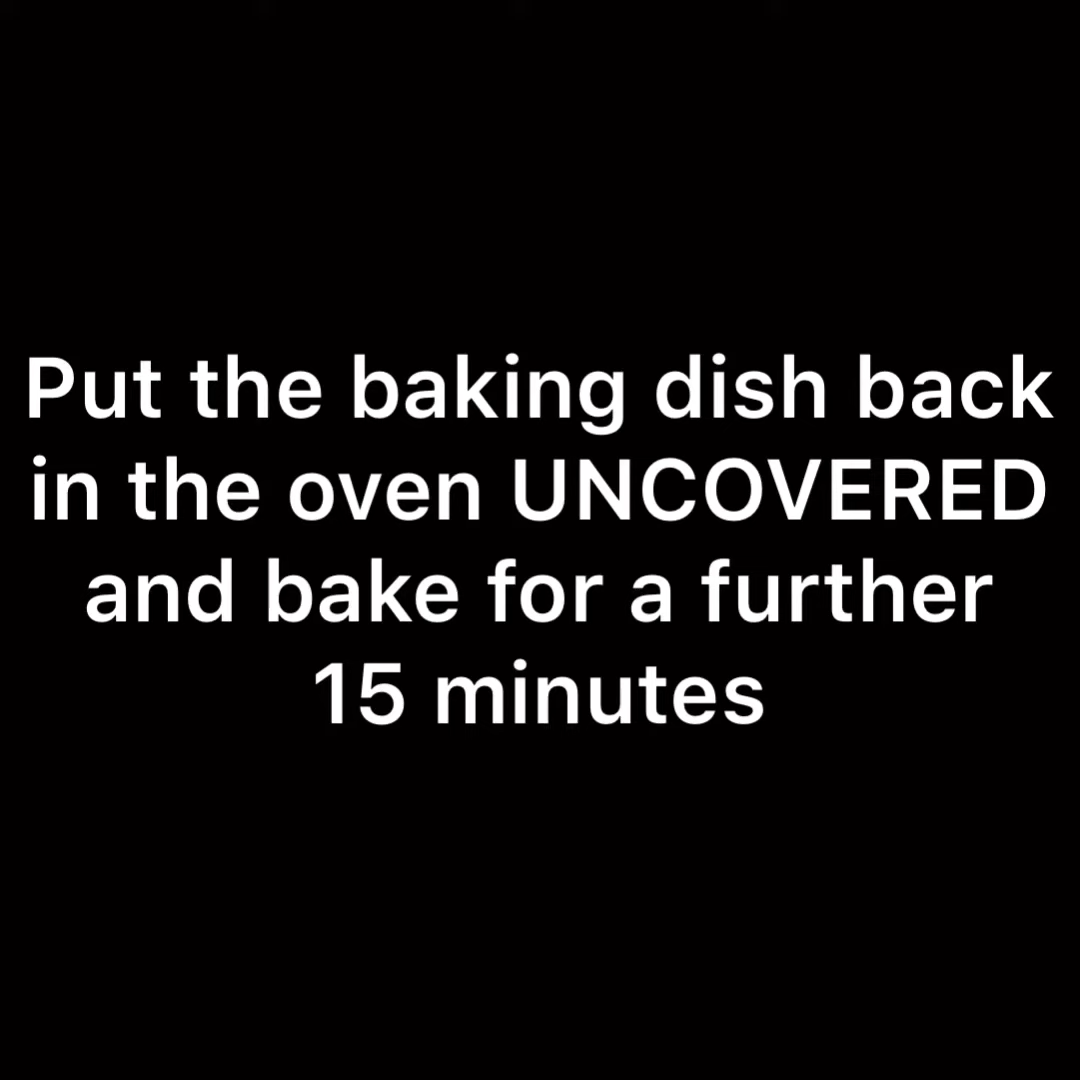 Put the baking dish back
in the oven UNCOVERED
and bake for a further
15 minutes